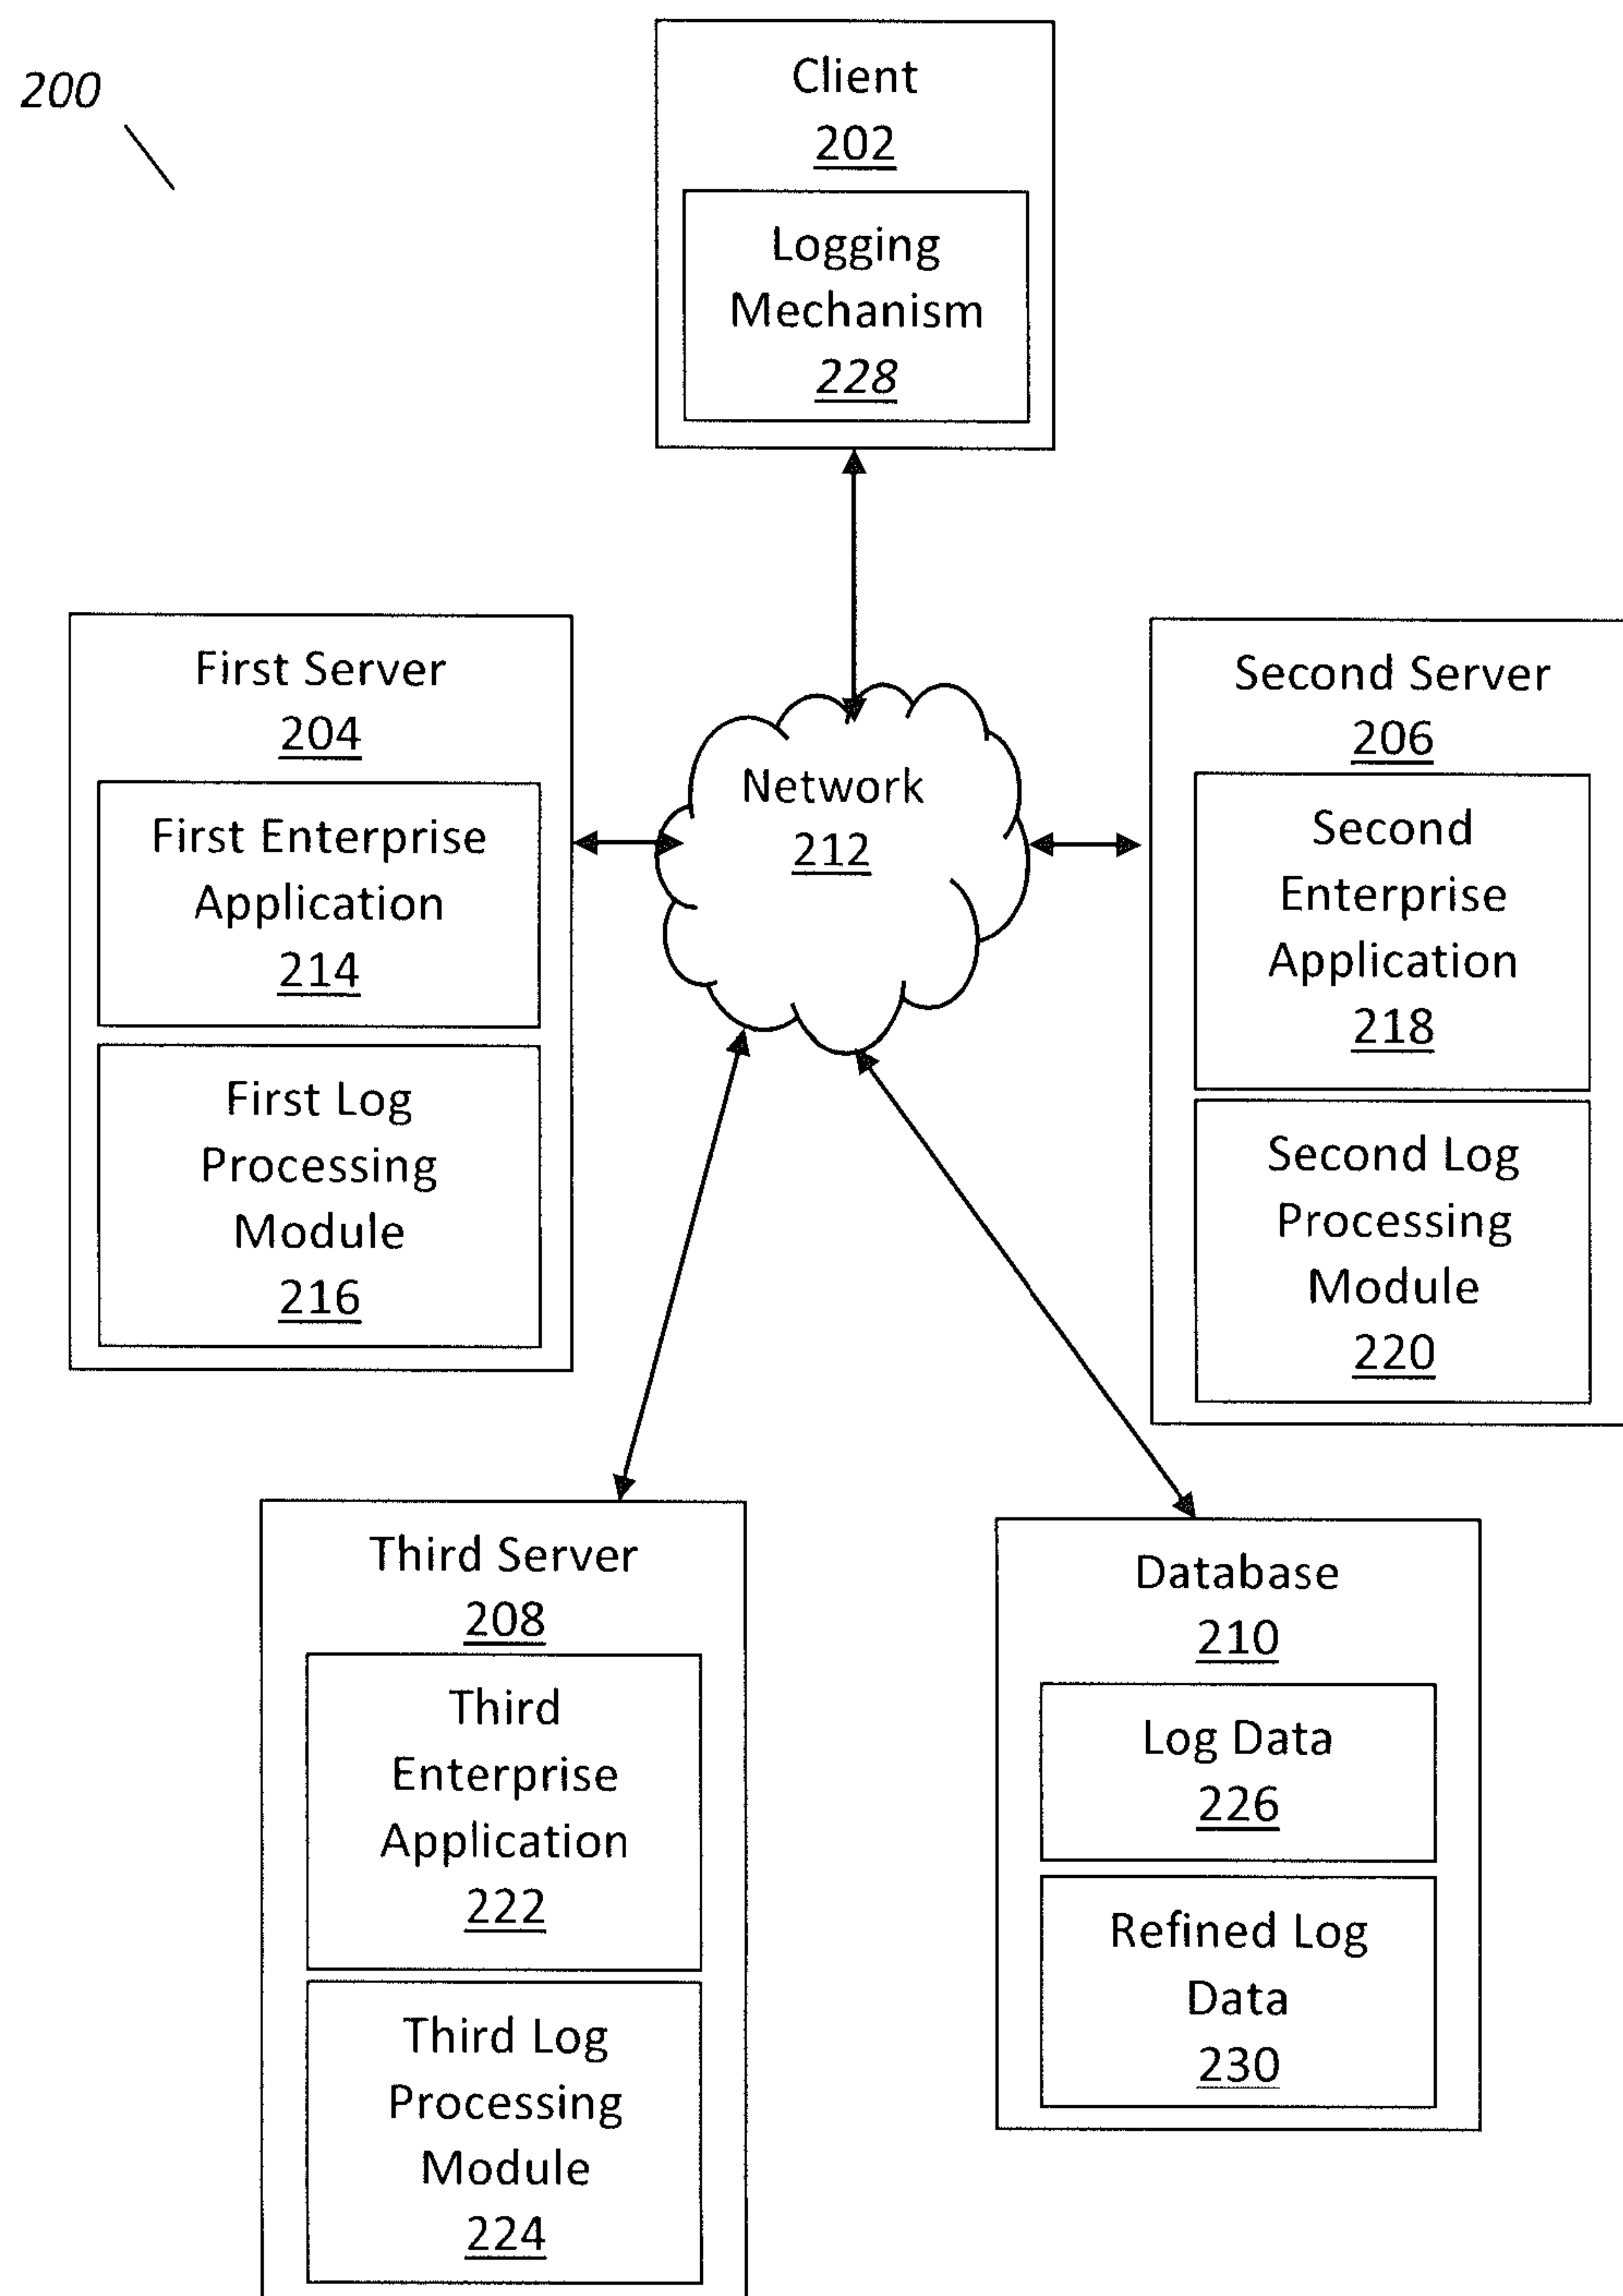 200
Client
202
Logging
Mechanism
228
First Server
204
First Enterprise
Application
214
First Log
Processing
Module
216
Network
212
Second Server
206
Second
Enterprise
Application
218
Second Log
Processing
Module
220
Third Server
208
Third
Enterprise
Application
222
Third Log
Processing
Module
224
Database
210
Log Data
226
Refined Log
Data
230